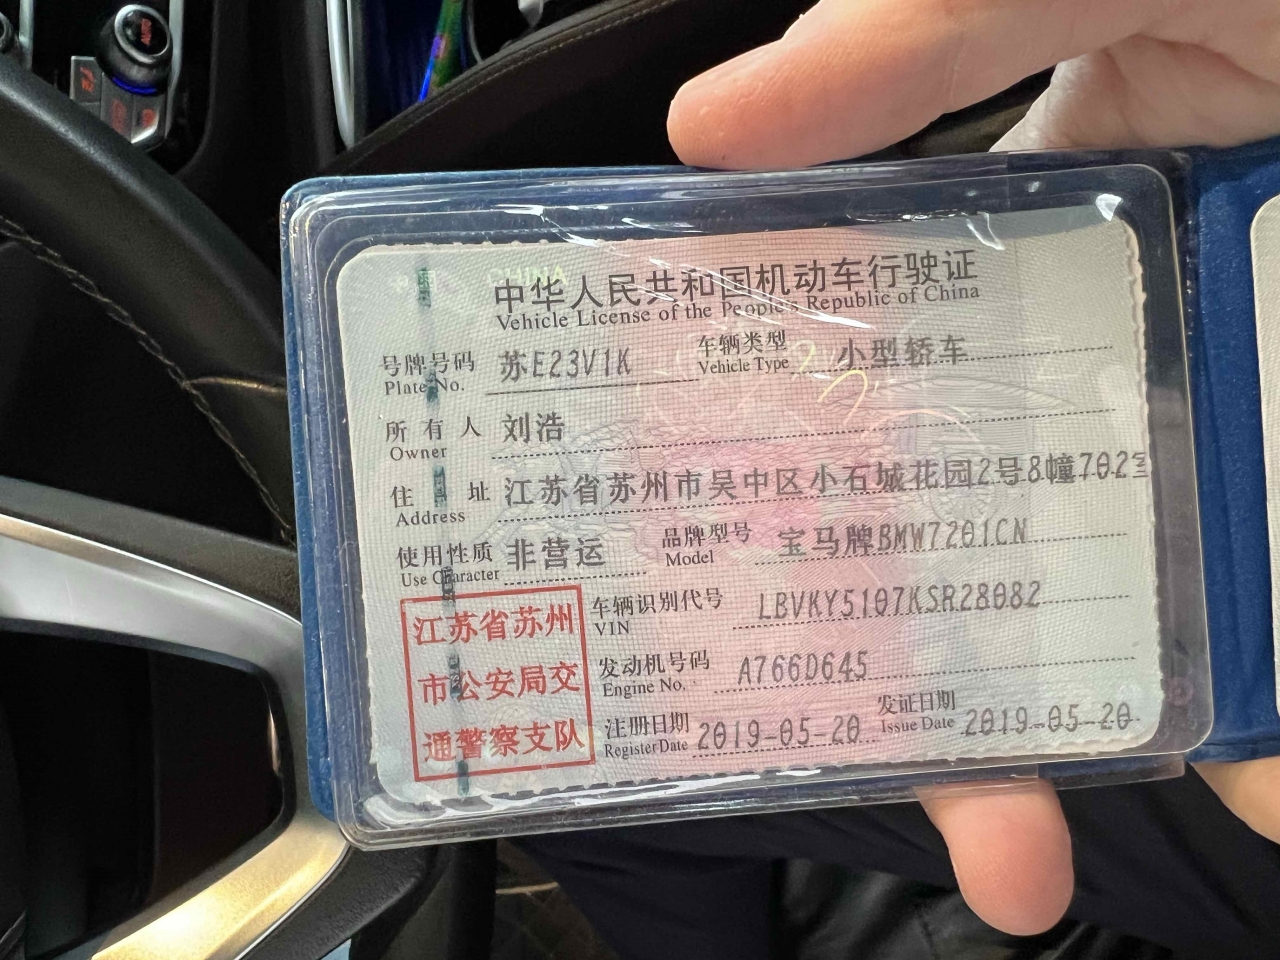 AUTO
CHINA
中华人民共和国机动车行驶证
Vehicle License of the People's Republic of China
号牌号码 苏E23V1K 车辆类型 小型轿车
Plate No. Vehicle Type
所有人 刘浩
Owner
住址 江苏省苏州市吴中区小石城花园2号8幢702室
Address
使用性质 非营运 品牌型号 宝马牌BMW7201CN
Use Character Model
江苏省苏州
市公安局交
通警察支队
车辆识别代号 LBVKY5107KSR28082
VIN
发动机号码 A766D645
Engine No.
注册日期 2019-05-20 发证日期 2019-05-20
Register Date Issue Date